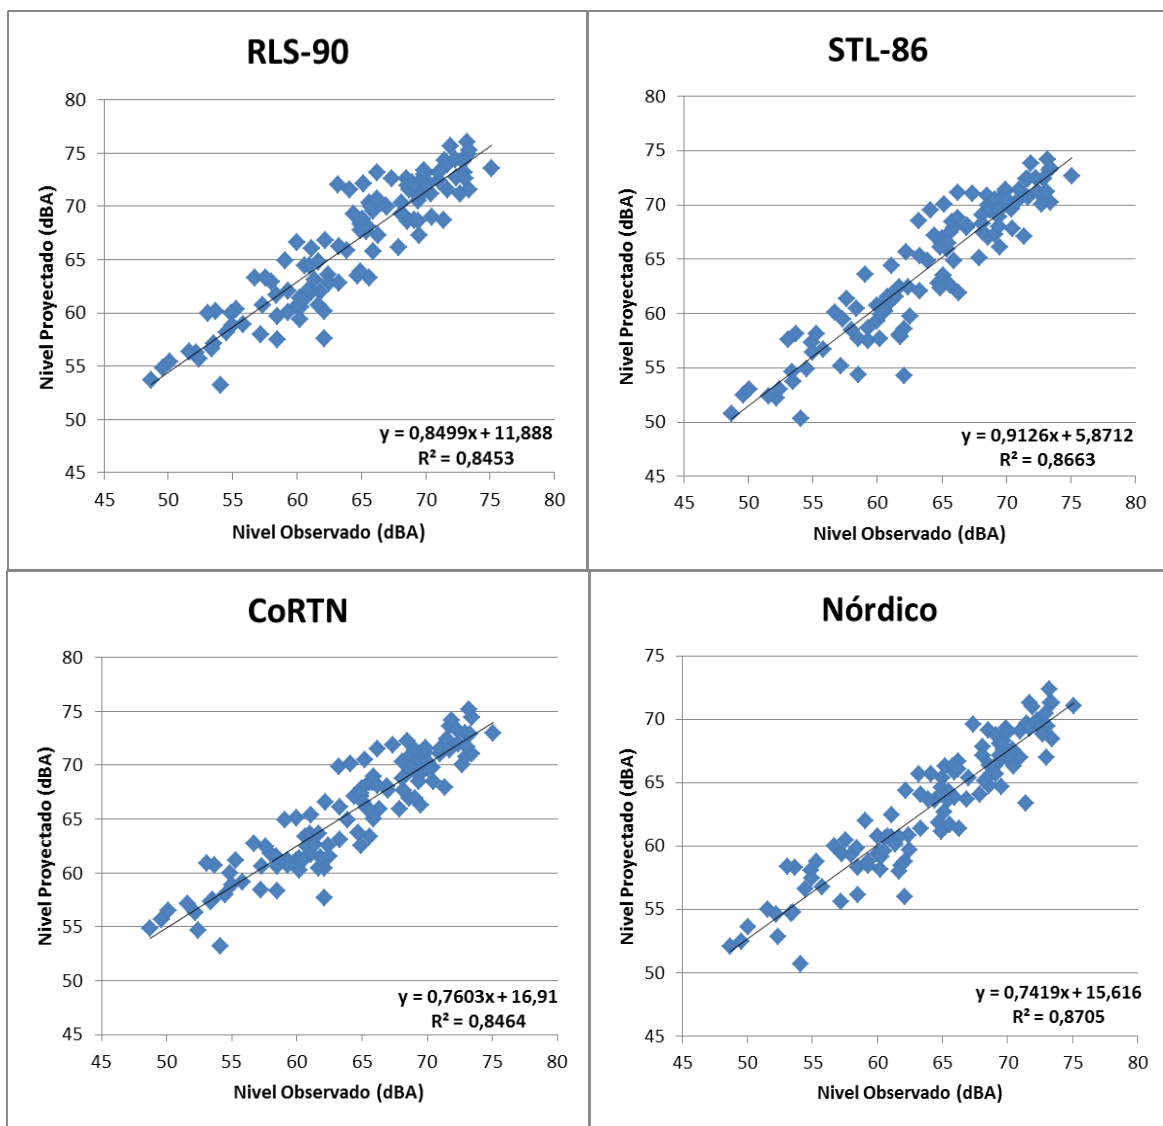 RLS-90
80
75
70
65
60
55
50
45
45 50 55 60 65 70 75 80
Nivel Proyectado (dBA)
Nivel Observado (dBA)
y = 0,8499x + 11,888
R² = 0,8453
STL-86
80
75
70
65
60
55
50
45
45 50 55 60 65 70 75 80
Nivel Proyectado (dBA)
Nivel Observado (dBA)
y = 0,9126x + 5,8712
R² = 0,8663
CoRTN
80
75
70
65
60
55
50
45
45 50 55 60 65 70 75 80
Nivel Proyectado (dBA)
Nivel Observado (dBA)
y = 0,7603x + 16,91
R² = 0,8464
Nórdico
75
70
65
60
55
50
45
45 50 55 60 65 70 75 80
Nivel Proyectado (dBA)
Nivel Observado (dBA)
y = 0,7419x + 15,616
R² = 0,8705